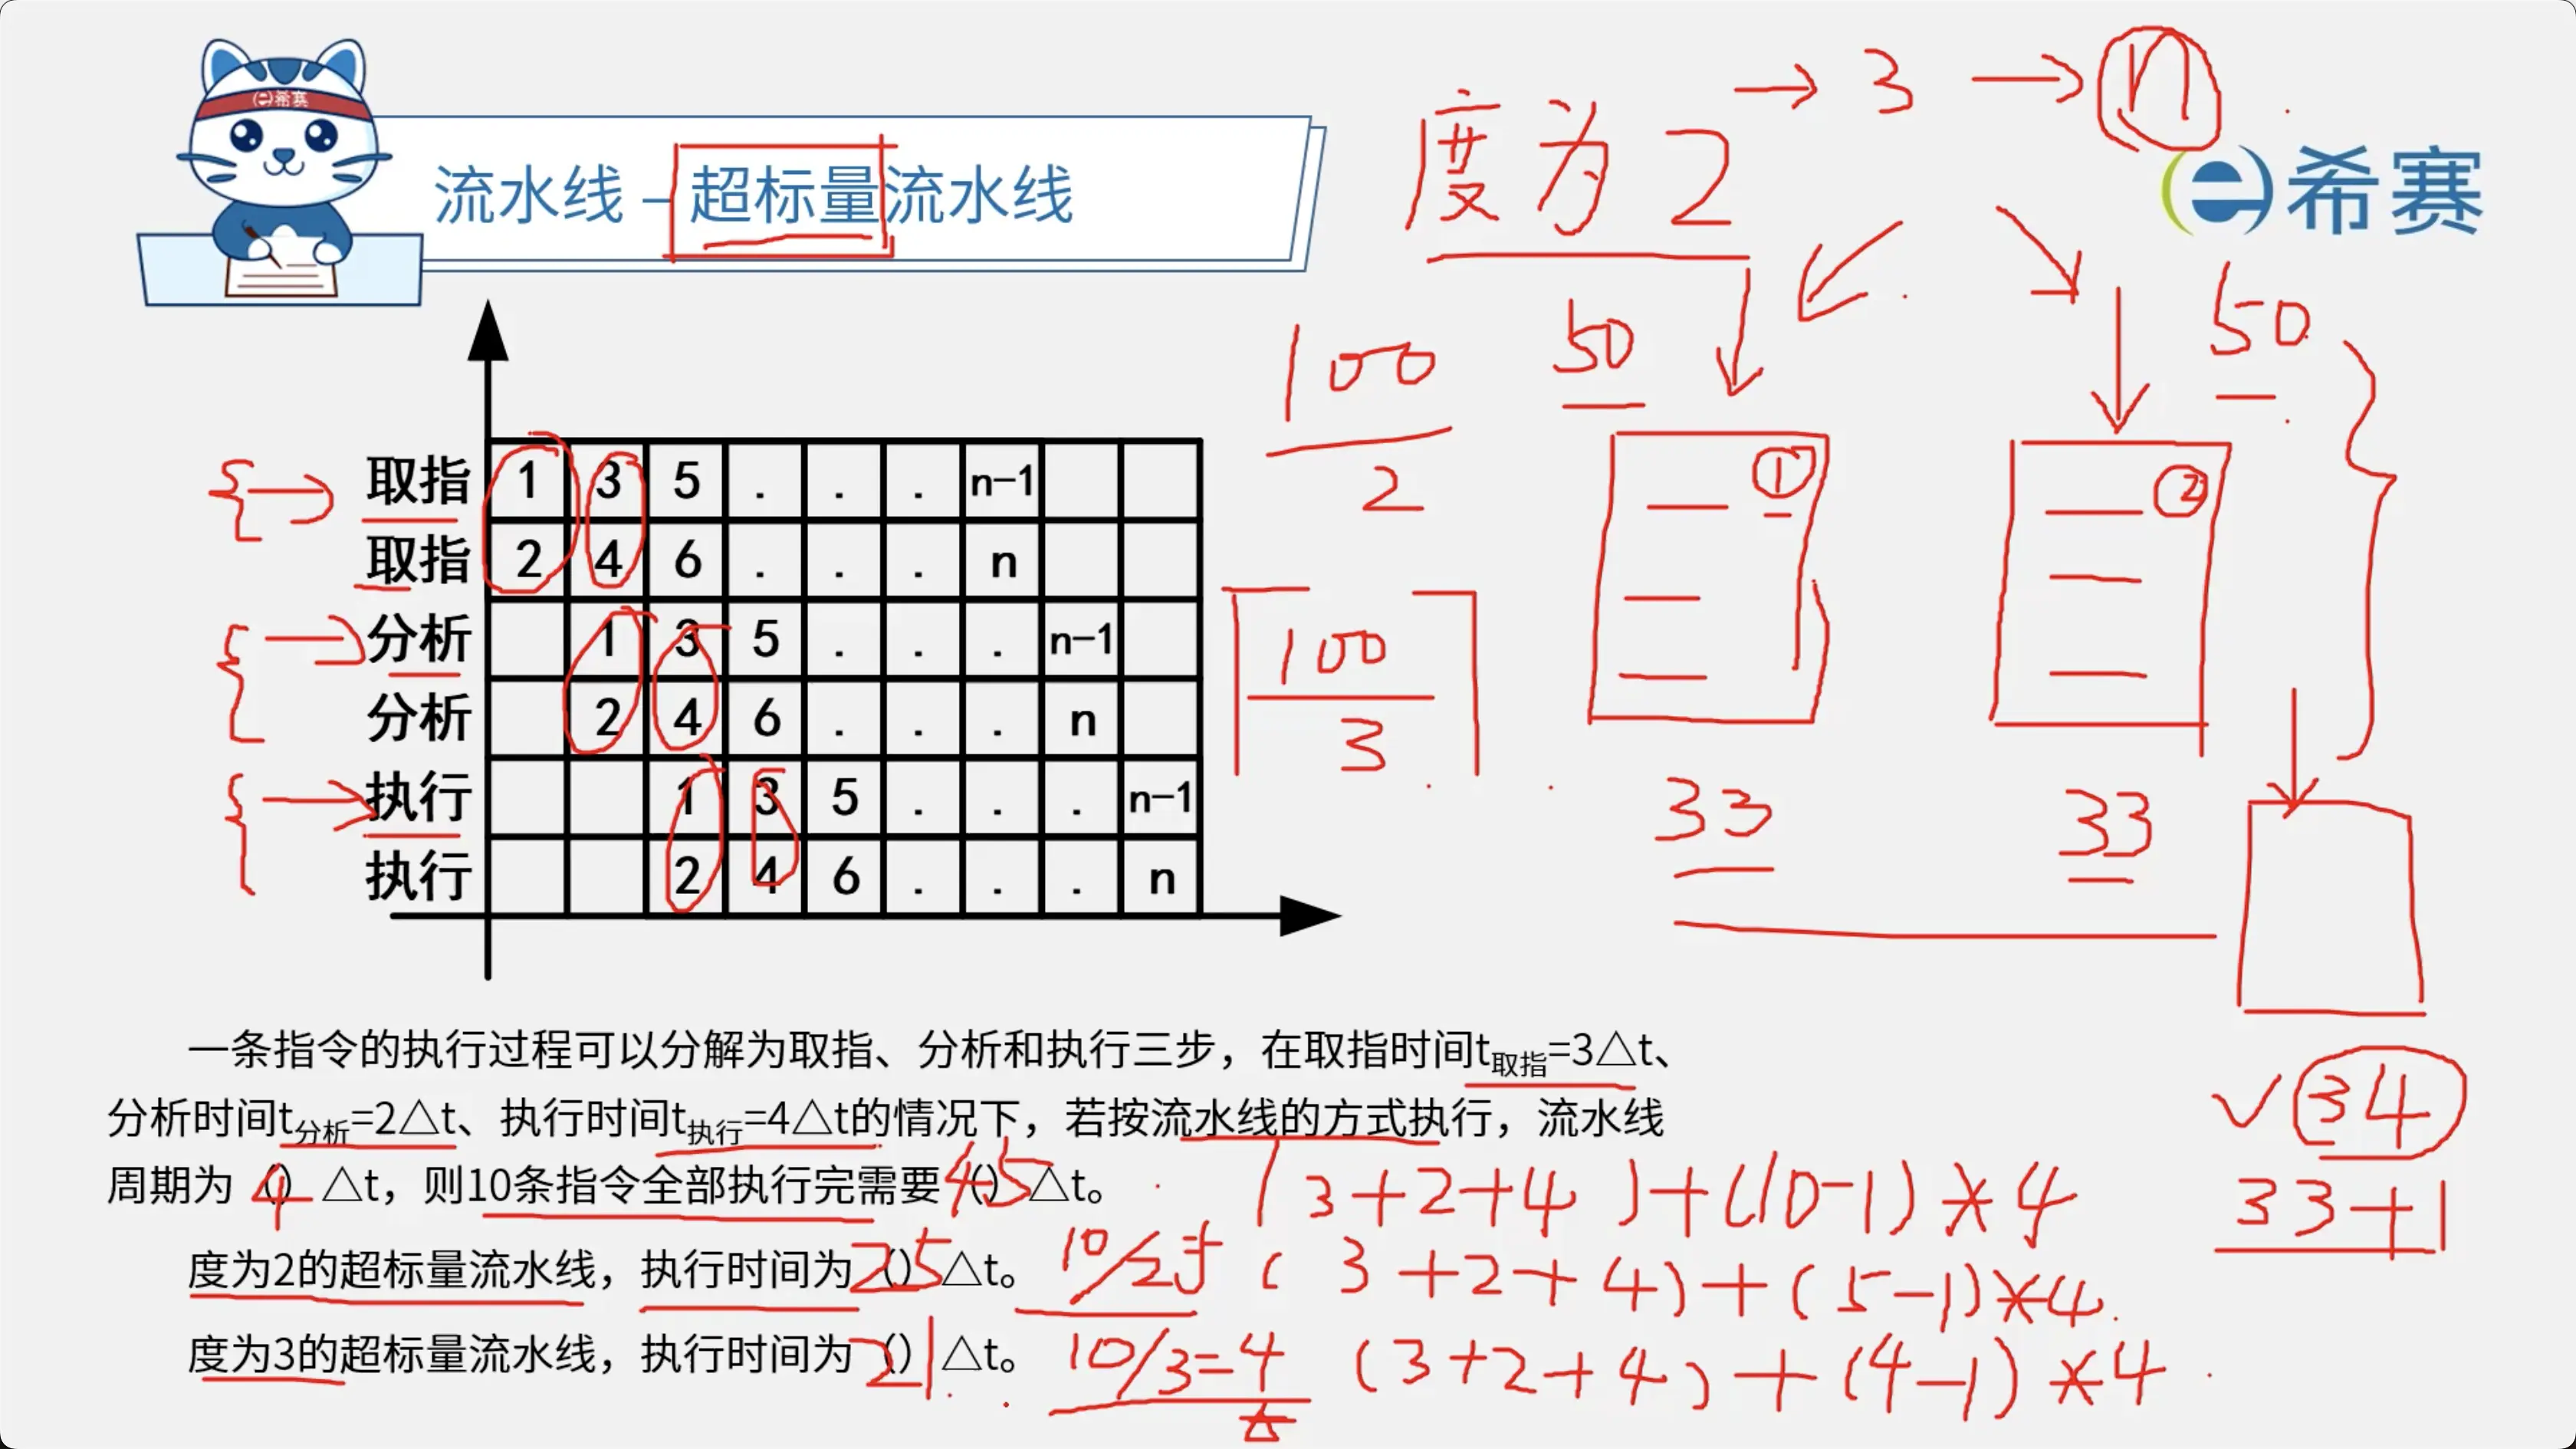 e希赛
流水线 – 超标量流水线
度为2 → 3 → n
e希赛
50
50
100
2
①
②
取指 1 3 5 . . . n-1
取指 2 4 6 . . . n
分析 1 3 5 . . . n-1
分析 2 4 6 . . . n
执行 1 3 5 . . . n-1
执行 2 4 6 . . . n
100
3
33
33
34
33+1
一条指令的执行过程可以分解为取指、分析和执行三步，在取指时间t取指=3△t、
分析时间t分析=2△t、执行时间t执行=4△t的情况下，若按流水线的方式执行，流水线
周期为（4）△t，则10条指令全部执行完需要（45）△t。
(3+2+4)+(10-1)*4
度为2的超标量流水线，执行时间为（25）△t。
10/2=5 (3+2+4)+(5-1)*4
度为3的超标量流水线，执行时间为（21）△t。
10/3=4 (3+2+4)+(4-1)*4